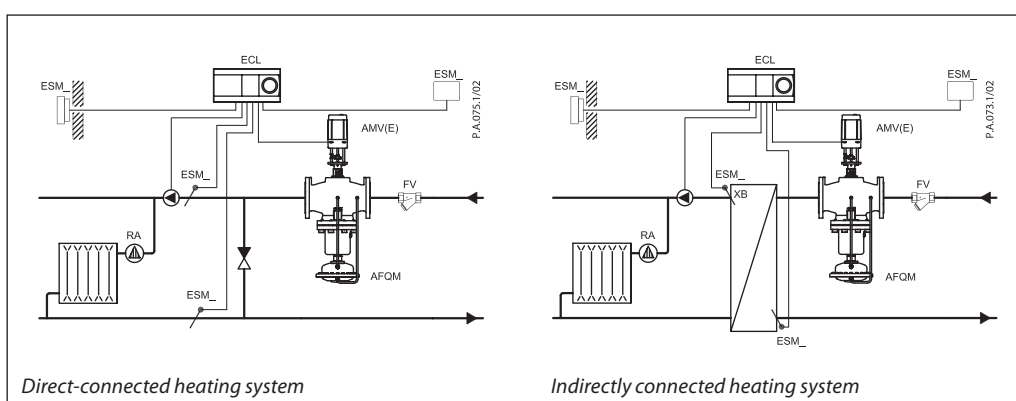 ECL
ESM_
ESM_
P.A.075.1/02
AMV(E)
ESM_
FV
RA
AFQM
ESM_
Direct-connected heating system
ECL
ESM_
ESM_
P.A.073.1/02
AMV(E)
ESM_
XB
FV
RA
AFQM
ESM_
Indirectly connected heating system